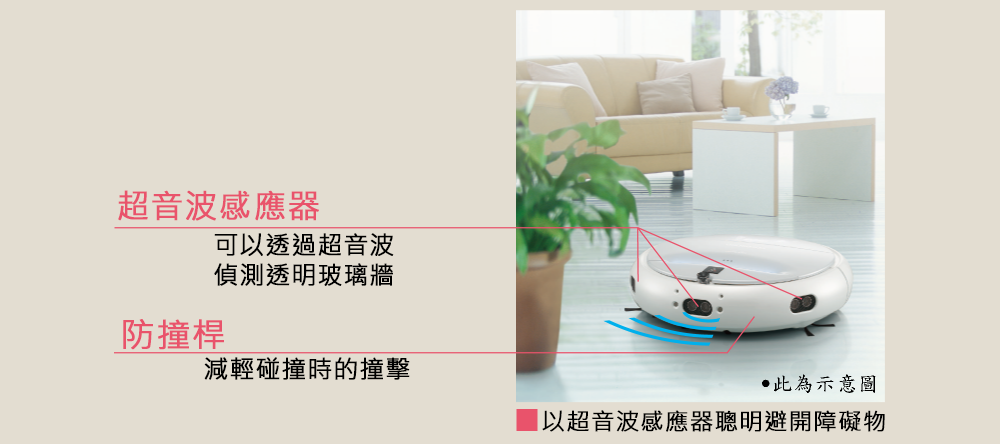 超音波感應器
可以透過超音波
偵測透明玻璃牆
防撞桿
減輕碰撞時的撞擊
•此為示意圖
以超音波感應器聰明避開障礙物